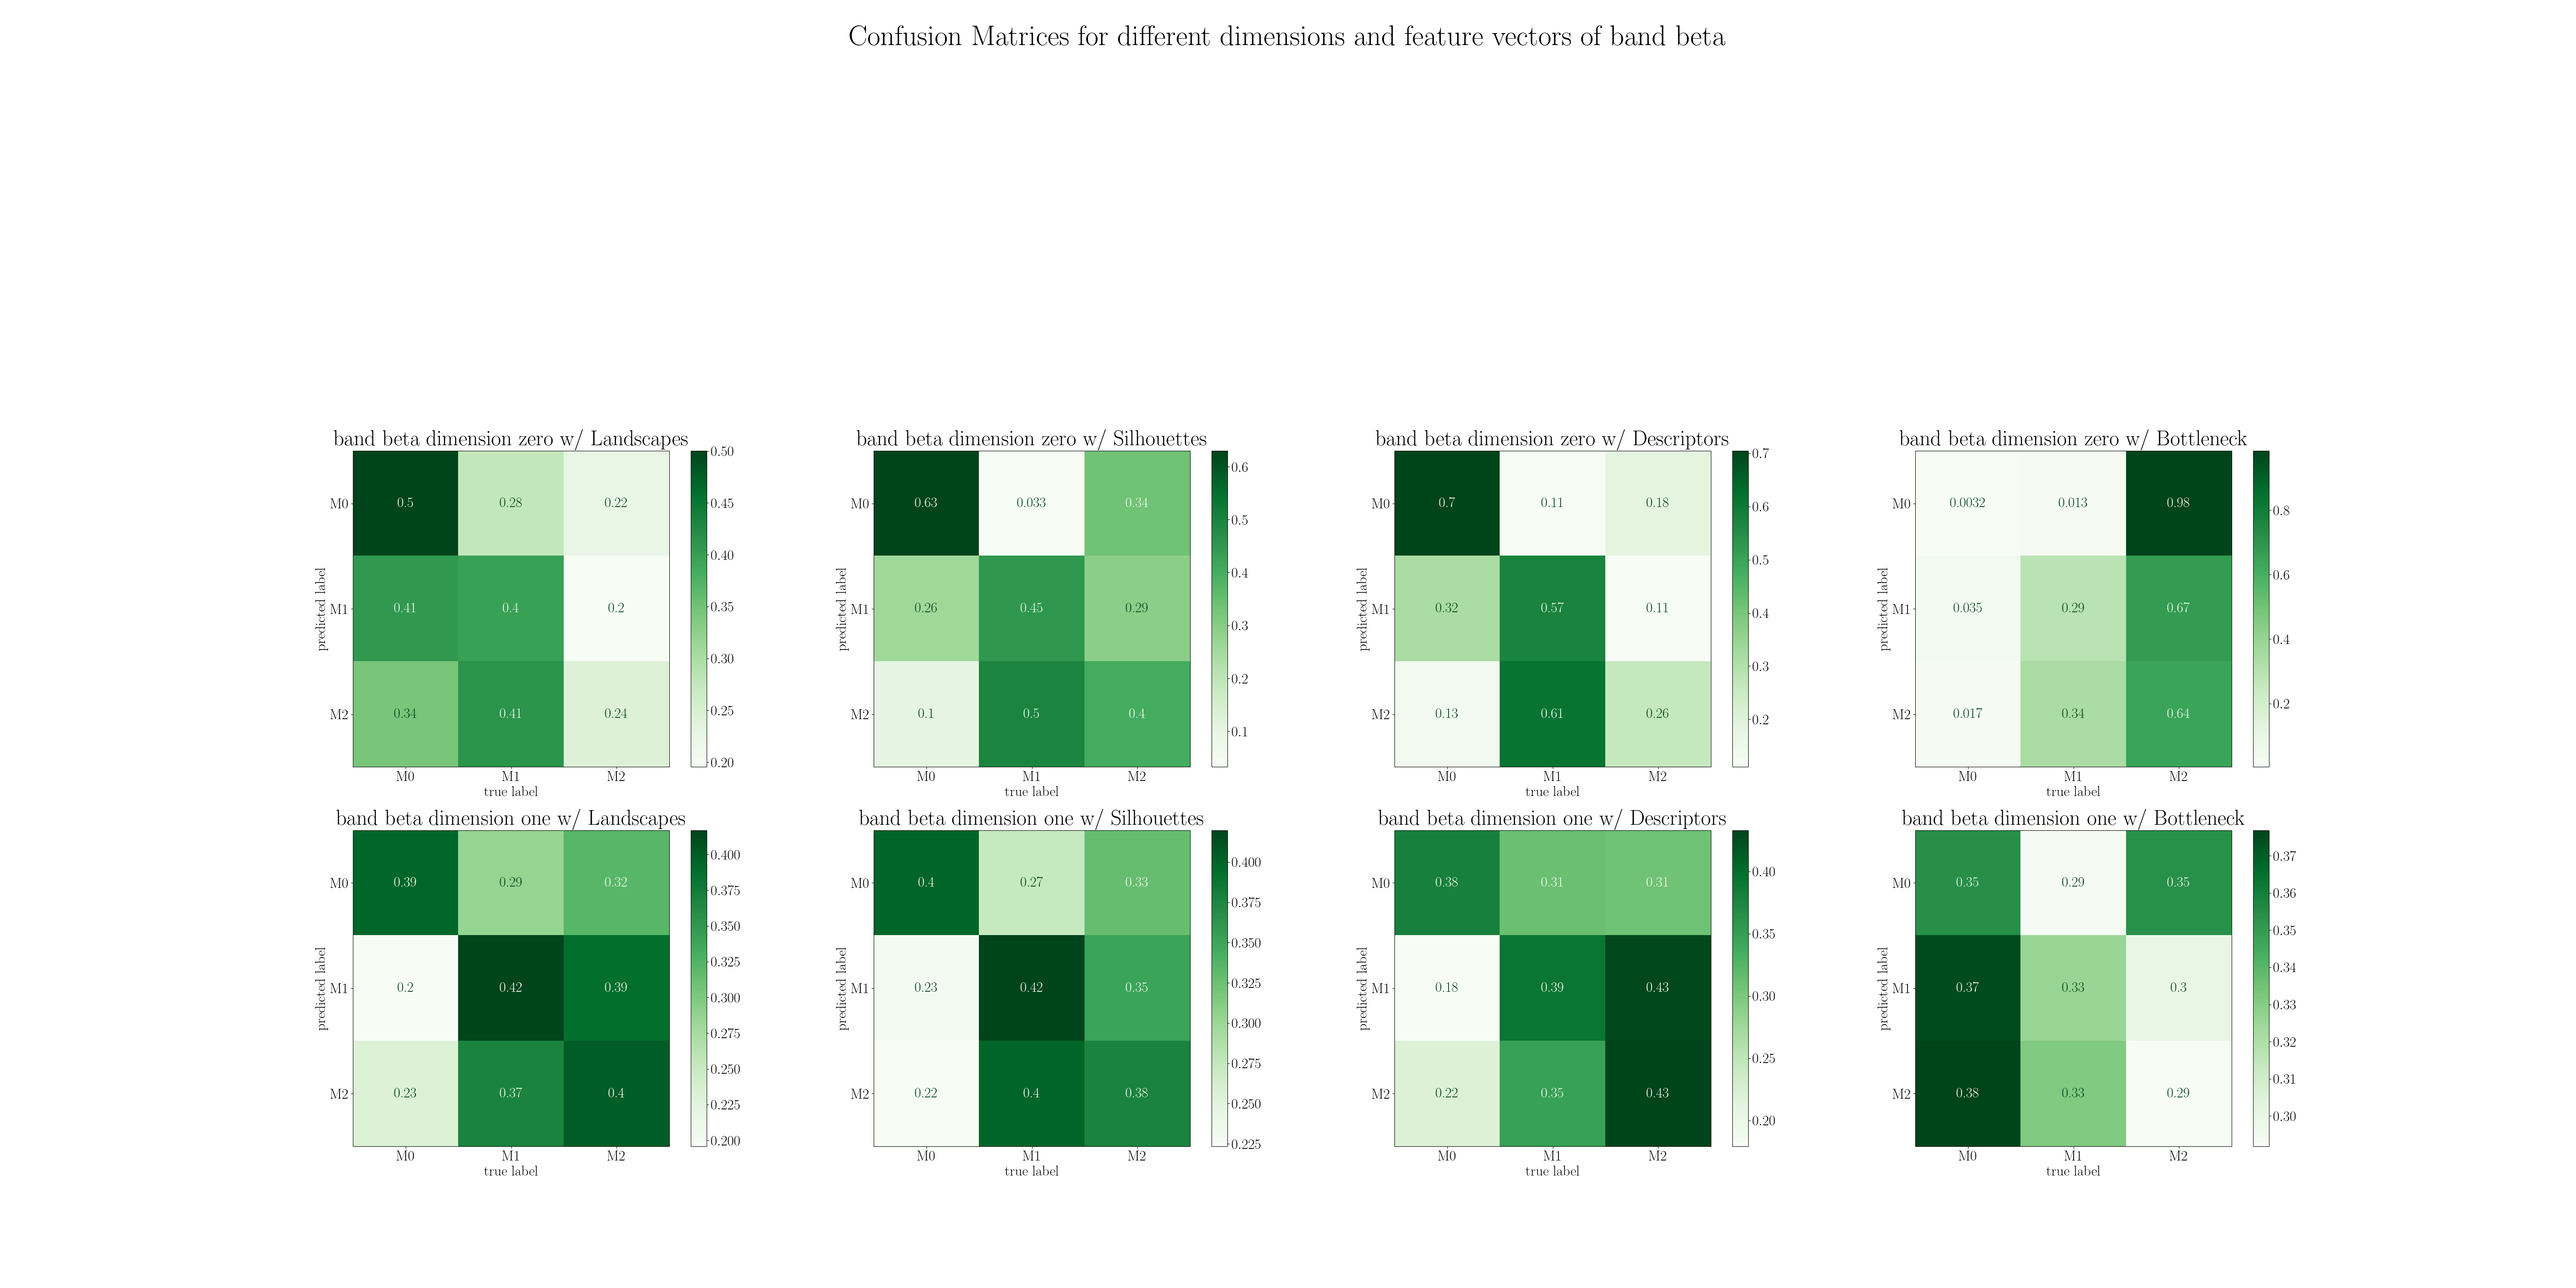 Confusion Matrices for different dimensions and feature vectors of band beta
band beta dimension zero w/ Landscapes
predicted label
M0 0.5 0.28 0.22
M1 0.41 0.4 0.2
M2 0.34 0.41 0.24
M0 M1 M2
true label
0.50
0.45
0.40
0.35
0.30
0.25
0.20
band beta dimension zero w/ Silhouettes
predicted label
M0 0.63 0.033 0.34
M1 0.26 0.45 0.29
M2 0.1 0.5 0.4
M0 M1 M2
true label
0.6
0.5
0.4
0.3
0.2
0.1
band beta dimension zero w/ Descriptors
predicted label
M0 0.7 0.11 0.18
M1 0.32 0.57 0.11
M2 0.13 0.61 0.26
M0 M1 M2
true label
0.7
0.6
0.5
0.4
0.3
0.2
band beta dimension zero w/ Bottleneck
predicted label
M0 0.0032 0.013 0.98
M1 0.035 0.29 0.67
M2 0.017 0.34 0.64
M0 M1 M2
true label
0.8
0.6
0.4
0.2
band beta dimension one w/ Landscapes
predicted label
M0 0.39 0.29 0.32
M1 0.2 0.42 0.39
M2 0.23 0.37 0.4
M0 M1 M2
true label
0.400
0.375
0.350
0.325
0.300
0.275
0.250
0.225
0.200
band beta dimension one w/ Silhouettes
predicted label
M0 0.4 0.27 0.33
M1 0.23 0.42 0.35
M2 0.22 0.4 0.38
M0 M1 M2
true label
0.400
0.375
0.350
0.325
0.300
0.275
0.250
0.225
band beta dimension one w/ Descriptors
predicted label
M0 0.38 0.31 0.31
M1 0.18 0.39 0.43
M2 0.22 0.35 0.43
M0 M1 M2
true label
0.40
0.35
0.30
0.25
0.20
band beta dimension one w/ Bottleneck
predicted label
M0 0.35 0.29 0.35
M1 0.37 0.33 0.3
M2 0.38 0.33 0.29
M0 M1 M2
true label
0.37
0.36
0.35
0.34
0.33
0.32
0.31
0.30